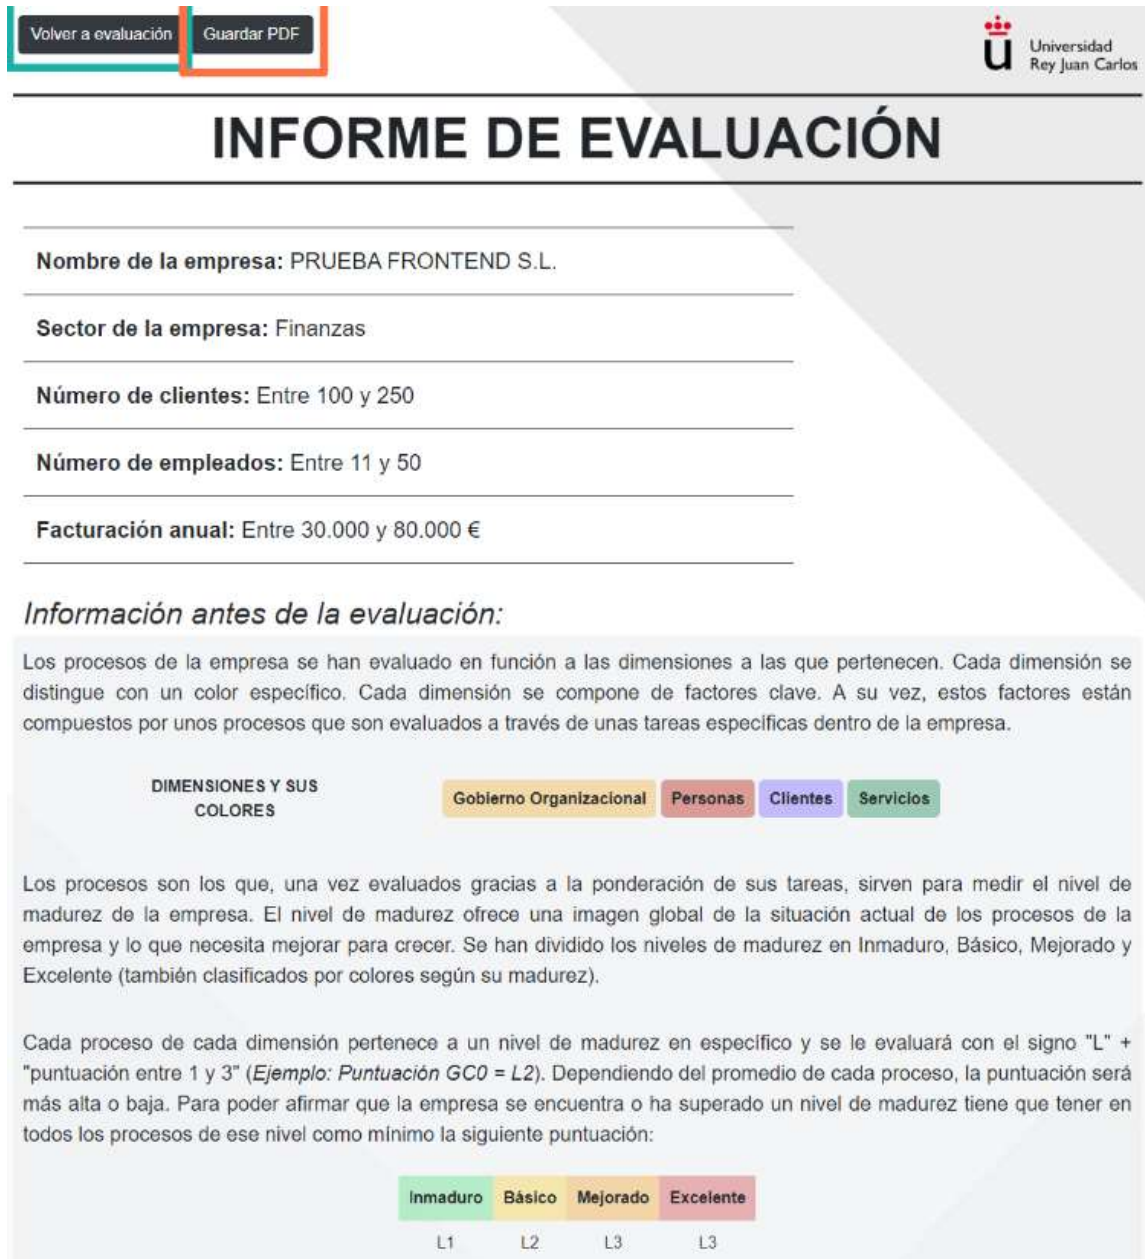 Volver a evaluación Guardar PDF
Universidad
Rey Juan Carlos
INFORME DE EVALUACIÓN
Nombre de la empresa: PRUEBA FRONTEND S.L.
Sector de la empresa: Finanzas
Número de clientes: Entre 100 y 250
Número de empleados: Entre 11 y 50
Facturación anual: Entre 30.000 y 80.000 €
Información antes de la evaluación:
Los procesos de la empresa se han evaluado en función a las dimensiones a las que pertenecen. Cada dimensión se
distingue con un color específico. Cada dimensión se compone de factores clave. A su vez, estos factores están
compuestos por unos procesos que son evaluados a través de unas tareas específicas dentro de la empresa.
DIMENSIONES Y SUS
COLORES
Gobierno Organizacional Personas Clientes Servicios
Los procesos son los que, una vez evaluados gracias a la ponderación de sus tareas, sirven para medir el nivel de
madurez de la empresa. El nivel de madurez ofrece una imagen global de la situación actual de los procesos de la
empresa y lo que necesita mejorar para crecer. Se han dividido los niveles de madurez en Inmaduro, Básico, Mejorado y
Excelente (también clasificados por colores según su madurez).
Cada proceso de cada dimensión pertenece a un nivel de madurez en específico y se le evaluará con el signo "L" +
"puntuación entre 1 y 3" (Ejemplo: Puntuación GC0 = L2). Dependiendo del promedio de cada proceso, la puntuación será
más alta o baja. Para poder afirmar que la empresa se encuentra o ha superado un nivel de madurez tiene que tener en
todos los procesos de ese nivel como mínimo la siguiente puntuación:
Inmaduro Básico Mejorado Excelente
L1 L2 L3 L3